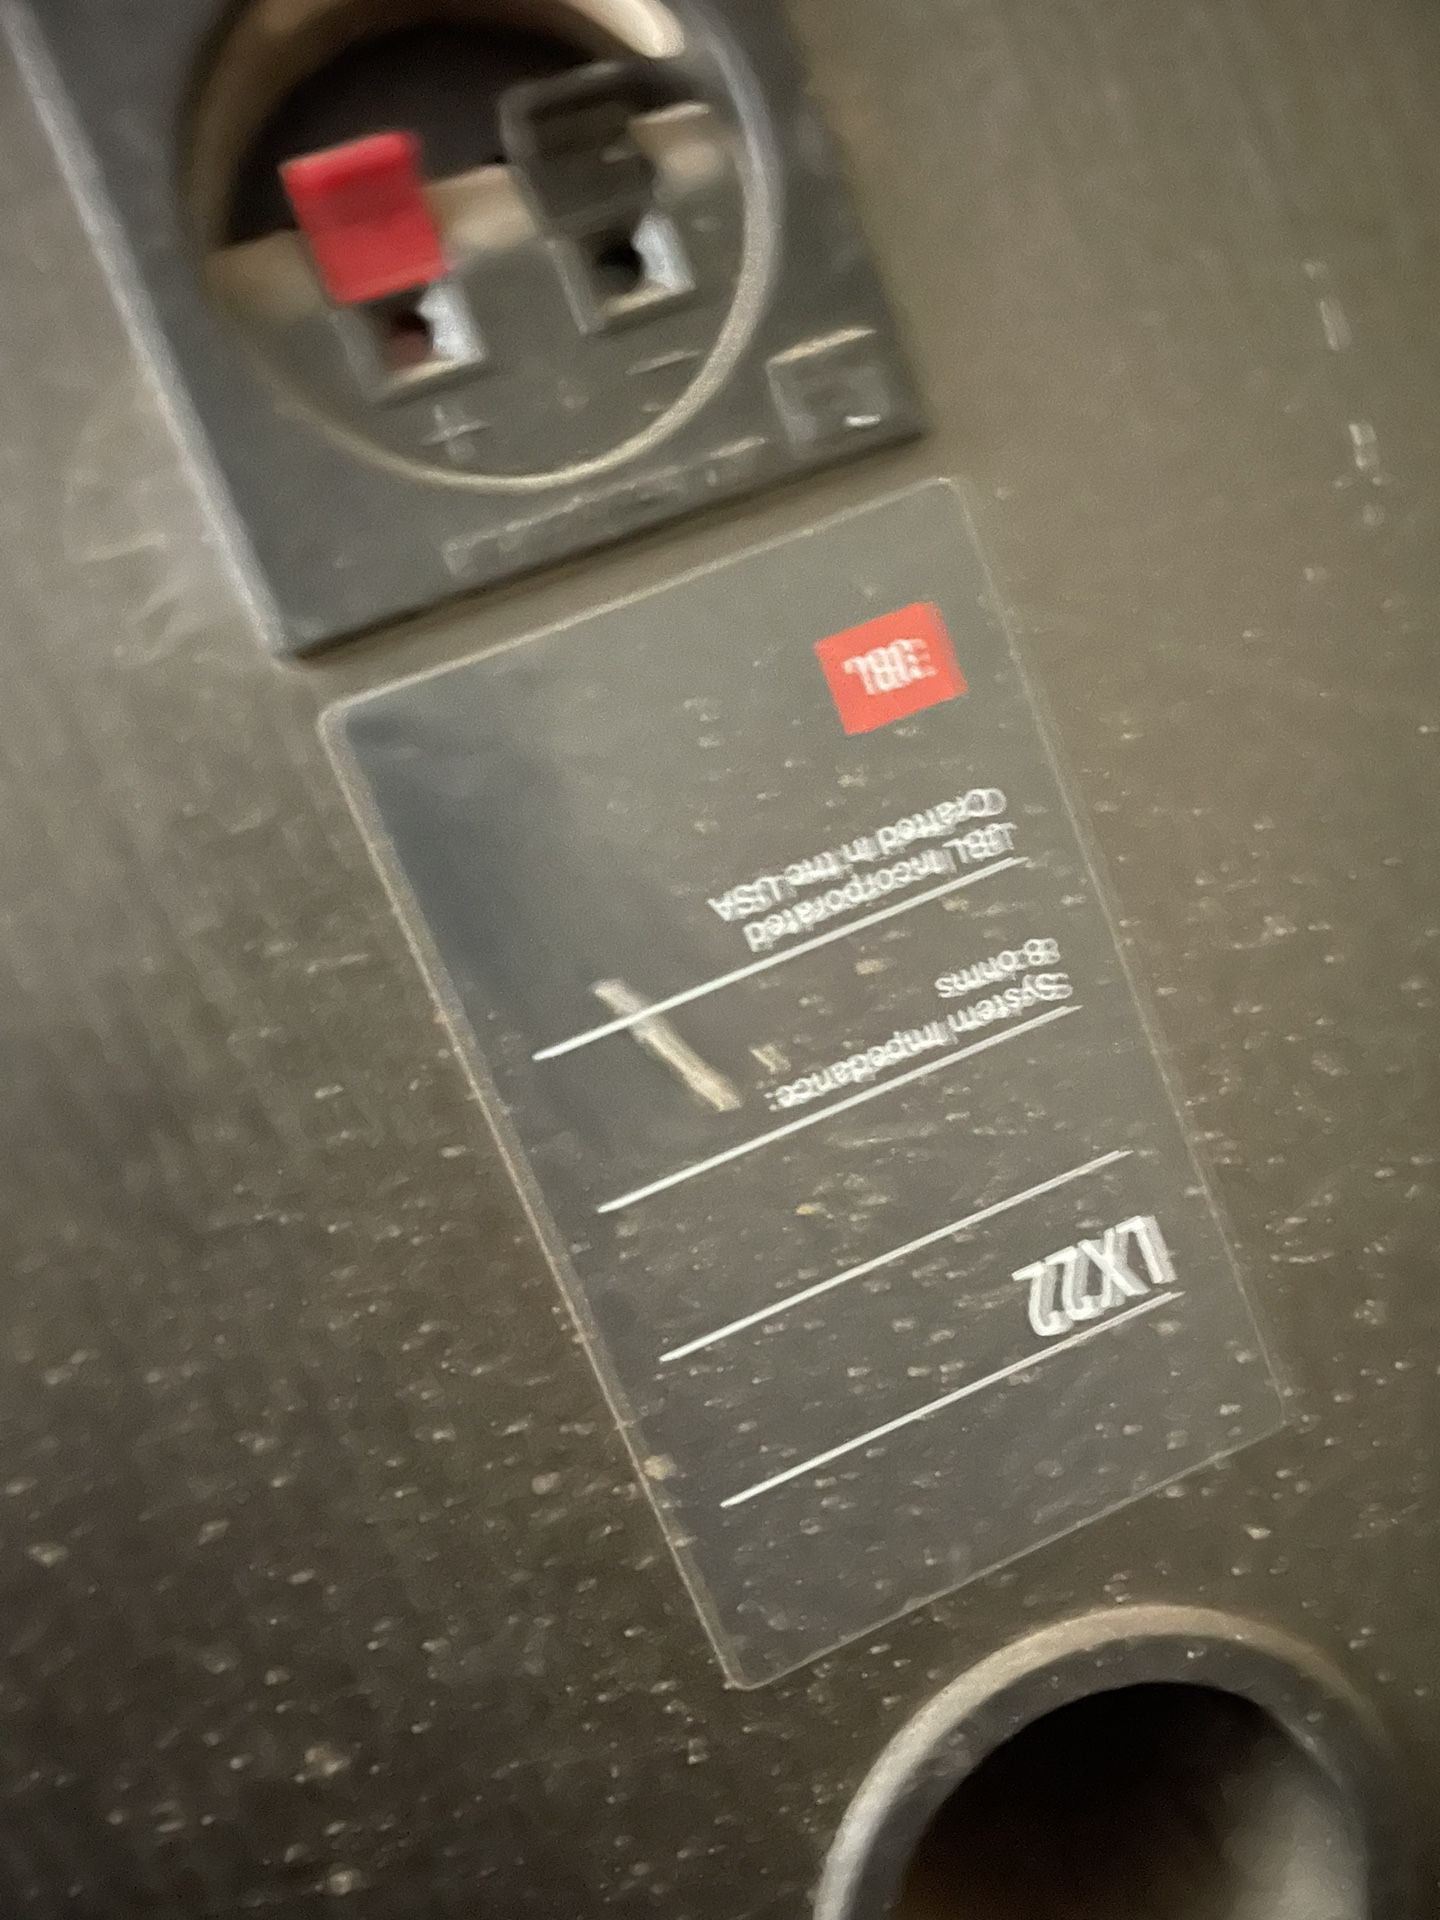 LX22
System Impedance:
8 ohms
JBL Incorporated
Crafted in the USA
JBL
+
-